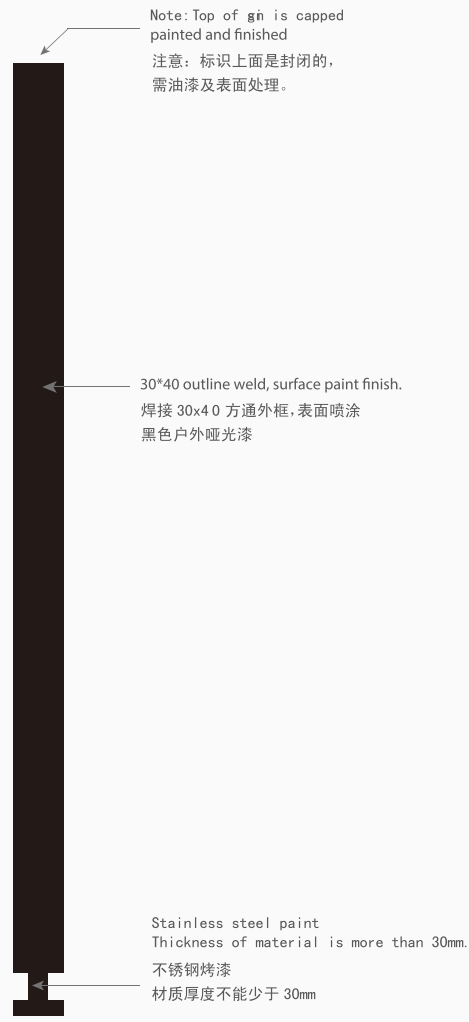 Note:Top of is capped
painted and finished
注意：标识上面是封闭的，
需油漆及表面处理。
30*40 outline weld, surface paint finish.
焊接 30x40 方通外框，表面喷涂
黑色户外哑光漆
Stainless steel paint
Thickness of material is more than 30mm.
不锈钢烤漆
材质厚度不能少于 30mm